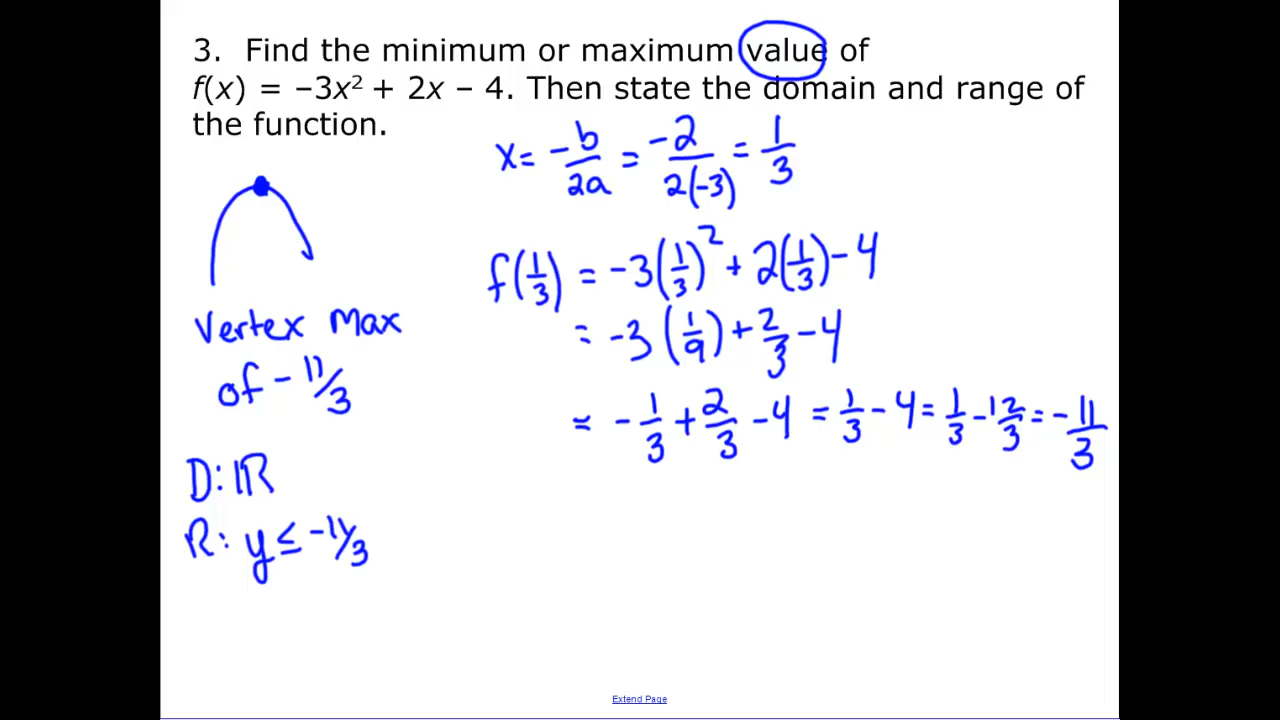 3. Find the minimum or maximum value of
f(x) = –3x² + 2x – 4. Then state the domain and range of
the function.
x = -b/2a = -2/2(-3) = 1/3
f(1/3) = -3(1/3)² + 2(1/3) - 4
= -3(1/9) + 2/3 - 4
= -1/3 + 2/3 - 4 = 1/3 - 4 = 1/3 - 12/3 = -11/3
Vertex Max
of -11/3
D: ℝ
R: y ≤ -11/3
Extend Page